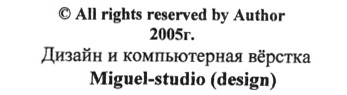 © All rights reserved by Author
2005г.
Дизайн и компьютерная вёрстка
Miguel-studio (design)